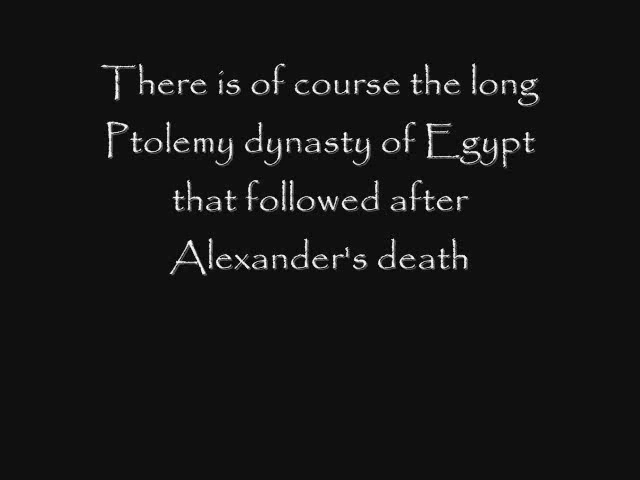 There is of course the long
Ptolemy dynasty of Egypt
that followed after
Alexander's death